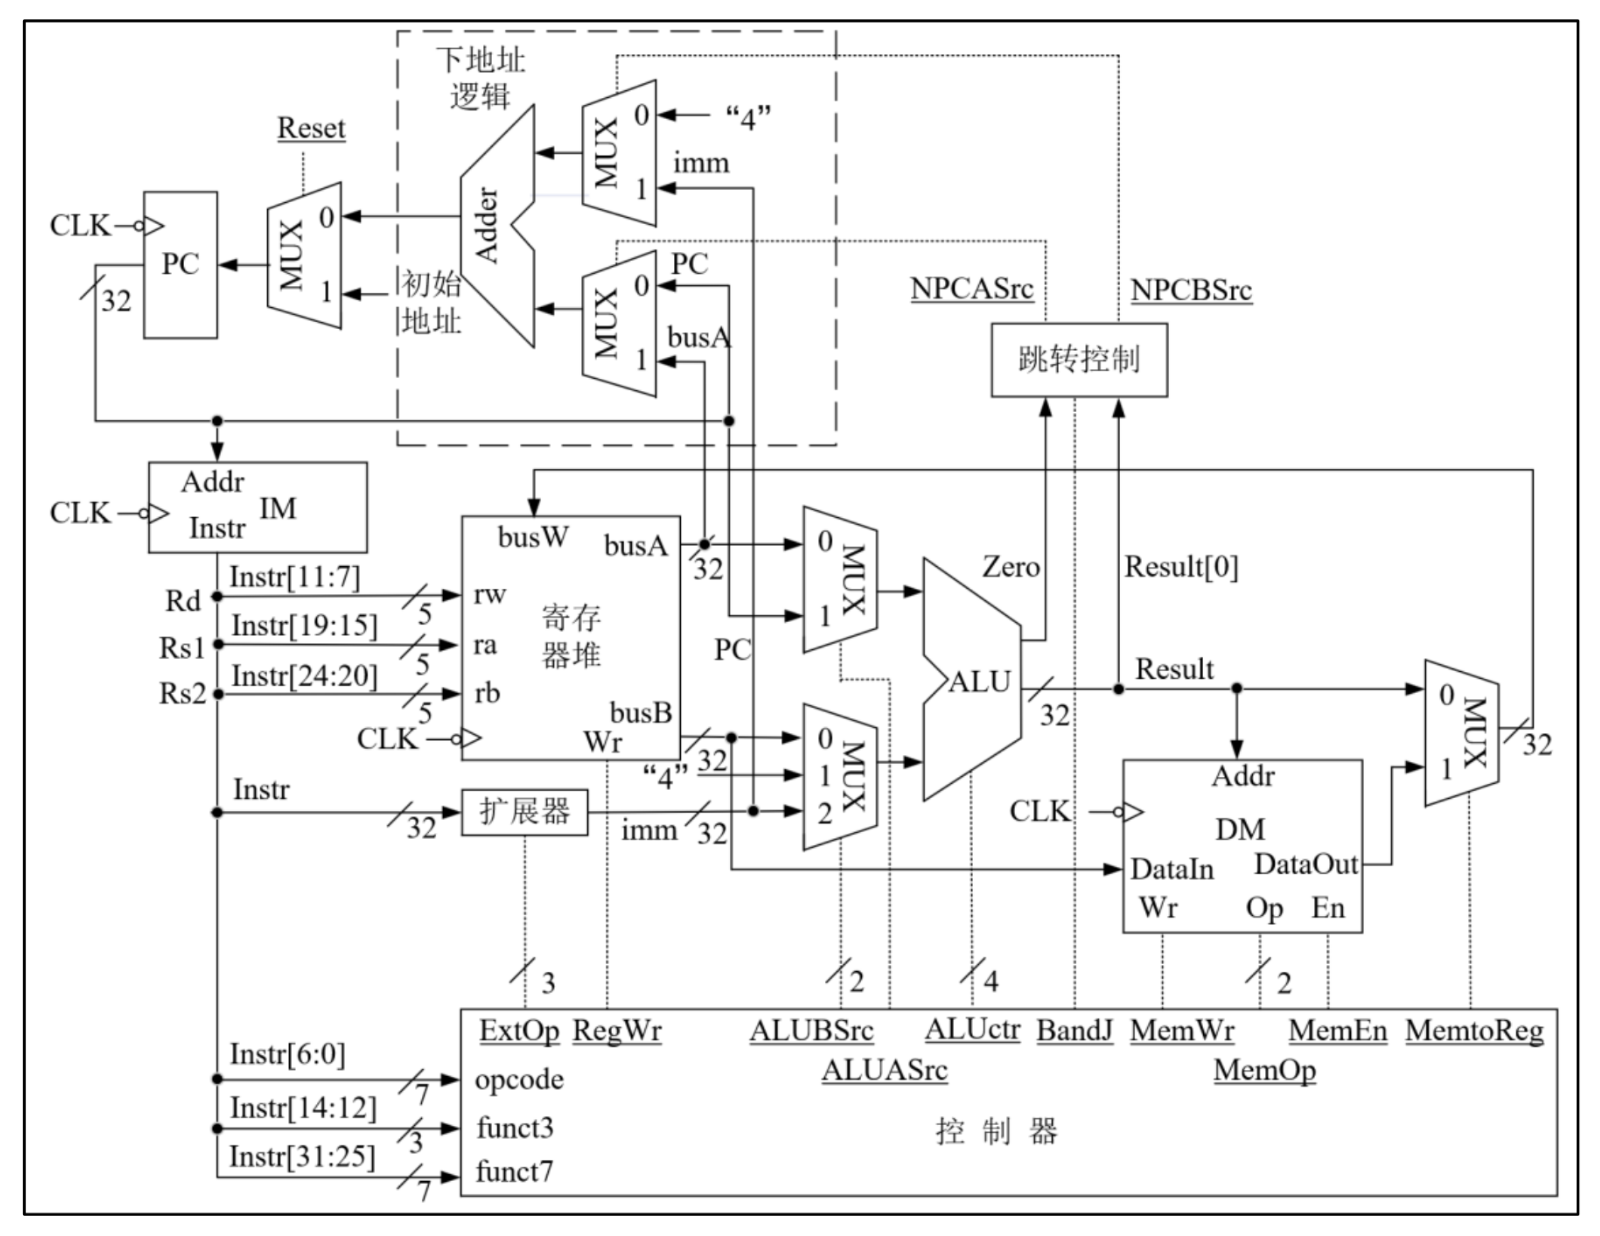 下地址
逻辑
Reset
CLK
PC
32
MUX
0
1
初始
地址
Adder
MUX
0
1
“4”
imm
MUX
0
1
PC
busA
NPCASrc
NPCBSrc
跳转控制
CLK
Addr
IM
Instr
Rd
Instr[11:7]
5
Rs1
Instr[19:15]
5
Rs2
Instr[24:20]
5
busW
busA
32
rw
寄存
器堆
ra
rb
busB
32
CLK
Wr
“4”
Instr
32
扩展器
imm
32
PC
0
1
MUX
0
1
2
MUX
ALU
Zero
Result[0]
Result
32
0
1
MUX
32
CLK
Addr
DM
DataIn
DataOut
Wr
Op
En
3
2
4
2
ExtOp
RegWr
ALUBSrc
ALUctr
BandJ
MemWr
MemEn
MemtoReg
ALUASrc
MemOp
Instr[6:0]
7
opcode
Instr[14:12]
3
funct3
Instr[31:25]
7
funct7
控 制 器